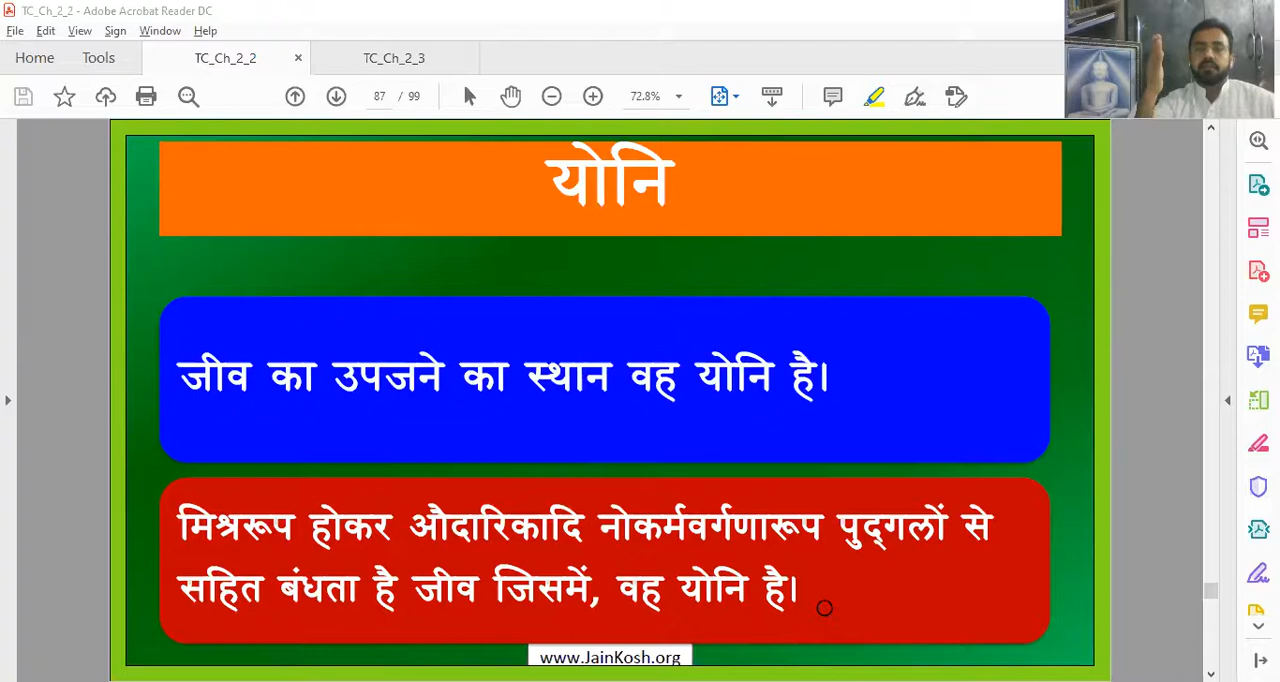 TC_Ch_2_2 - Adobe Acrobat Reader DC
File Edit View Sign Window Help
Home Tools TC_Ch_2_2 × TC_Ch_2_3
87 / 99 72.8%
योनि
जीव का उपजने का स्थान वह योनि है।
मिश्ररूप होकर औदारिकादि नोकर्मवर्गणारूप पुद्‌गलों से
सहित बंधता है जीव जिसमें, वह योनि है।
www.JainKosh.org